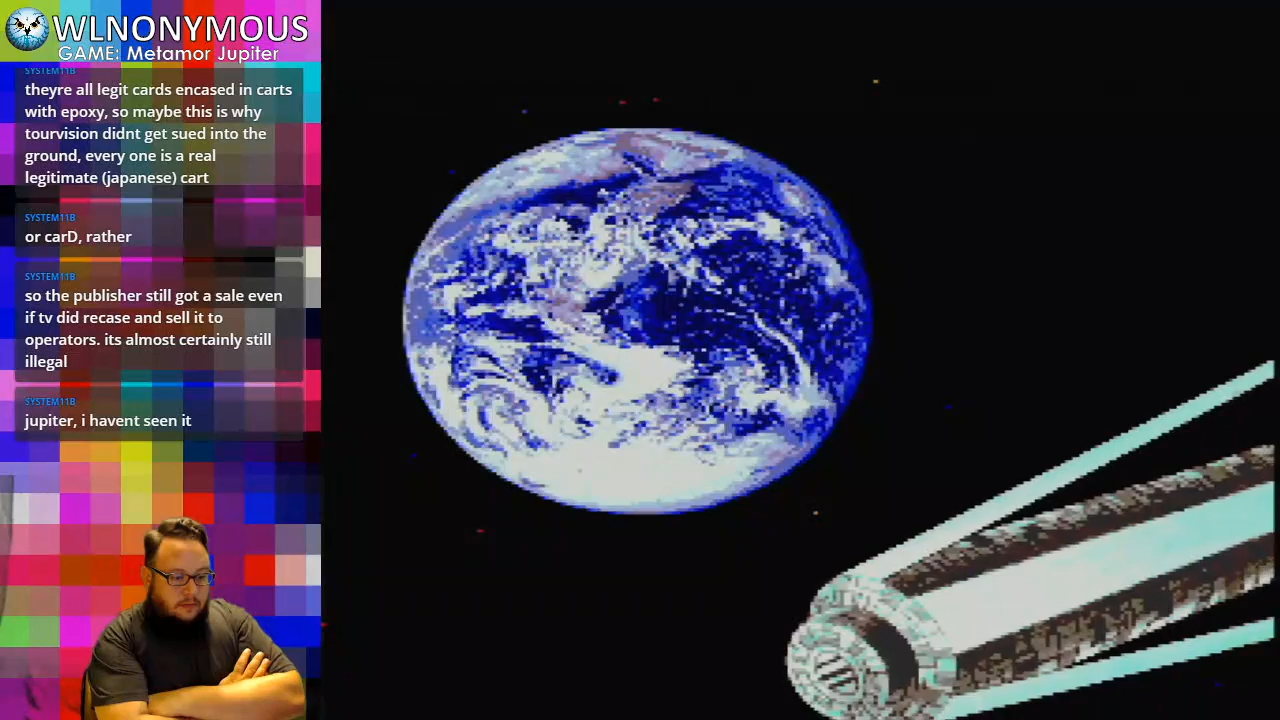 WLNONYMOUS
GAME: Metamor Jupiter
SYSTEM11B
theyre all legit cards encased in carts
with epoxy, so maybe this is why
tourvision didnt get sued into the
ground, every one is a real
legitimate (japanese) cart
SYSTEM11B
or carD, rather
SYSTEM11B
so the publisher still got a sale even
if tv did recase and sell it to
operators. its almost certainly still
illegal
SYSTEM11B
jupiter, i havent seen it